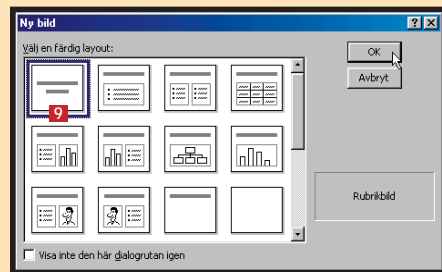 Ny bild
Välj en färdig layout:
OK
Avbryt
9
Rubrikbild
Visa inte den här dialogrutan igen